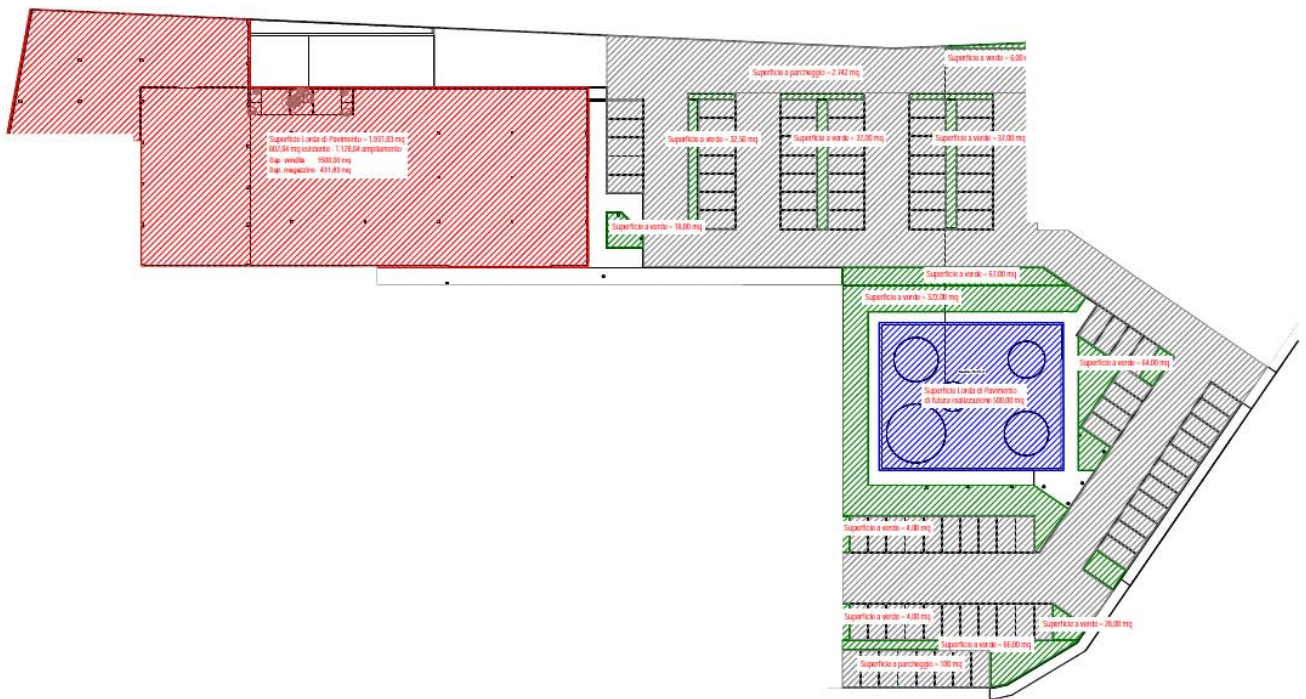 Superficie a verde – 6,00
Superficie a parcheggio – 2.742 mq
Superficie Lorda di Pavimento – 1.931,83 mq
802,84 mq esistente - 1.128,84 ampliamento
Sup. vendita 1500,00 mq
Sup. magazzino 431,83 mq
Superficie a verde – 32,50 mq
Superficie a verde – 37,00 mq
Superficie a verde – 37,00 mq
Superficie a verde – 18,00 mq
Superficie a verde – 67,00 mq
Superficie a verde – 323,00 mq
Superficie a verde – 64,00 mq
Superficie Lorda di Pavimento
di futura realizzazione 500,00 mq
Superficie a verde – 4,00 mq
Superficie a verde – 4,00 mq
Superficie a verde – 28,00 mq
Superficie a verde – 66,00 mq
Superficie a parcheggio – 100 mq